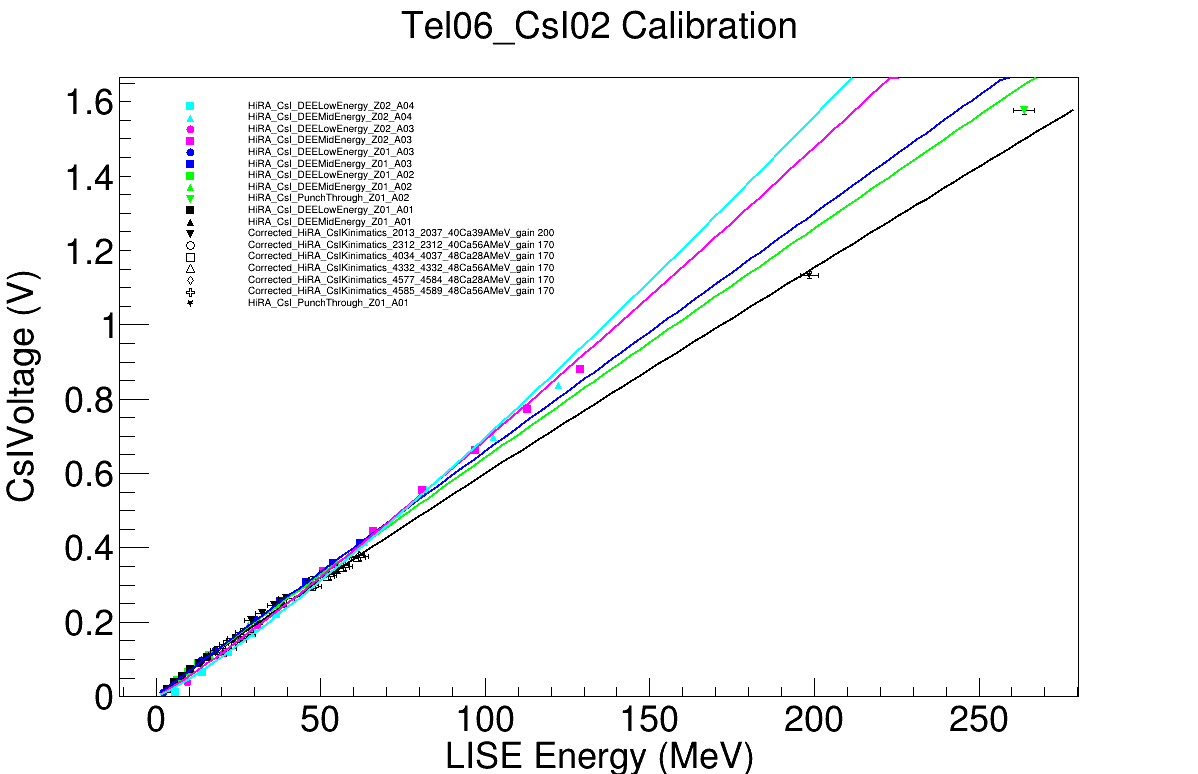 Tel06_CsI02 Calibration
CsIVoltage (V)
1.6
1.4
1.2
1
0.8
0.6
0.4
0.2
0
HiRA_CsI_DEELowEnergy_Z02_A04
HiRA_CsI_DEEMidEnergy_Z02_A04
HiRA_CsI_DEELowEnergy_Z02_A03
HiRA_CsI_DEEMidEnergy_Z02_A03
HiRA_CsI_DEELowEnergy_Z01_A03
HiRA_CsI_DEEMidEnergy_Z01_A03
HiRA_CsI_DEELowEnergy_Z01_A02
HiRA_CsI_DEEMidEnergy_Z01_A02
HiRA_CsI_PunchThrough_Z01_A02
HiRA_CsI_DEELowEnergy_Z01_A01
HiRA_CsI_DEEMidEnergy_Z01_A01
Corrected_HiRA_CsIKinimatics_2013_2037_40Ca39AMeV_gain 200
Corrected_HiRA_CsIKinimatics_2312_2312_40Ca56AMeV_gain 170
Corrected_HiRA_CsIKinimatics_4034_4037_48Ca28AMeV_gain 170
Corrected_HiRA_CsIKinimatics_4332_4332_48Ca56AMeV_gain 170
Corrected_HiRA_CsIKinimatics_4577_4584_48Ca28AMeV_gain 170
Corrected_HiRA_CsIKinimatics_4585_4589_48Ca56AMeV_gain 170
HiRA_CsI_PunchThrough_Z01_A01
0 50 100 150 200 250
LISE Energy (MeV)